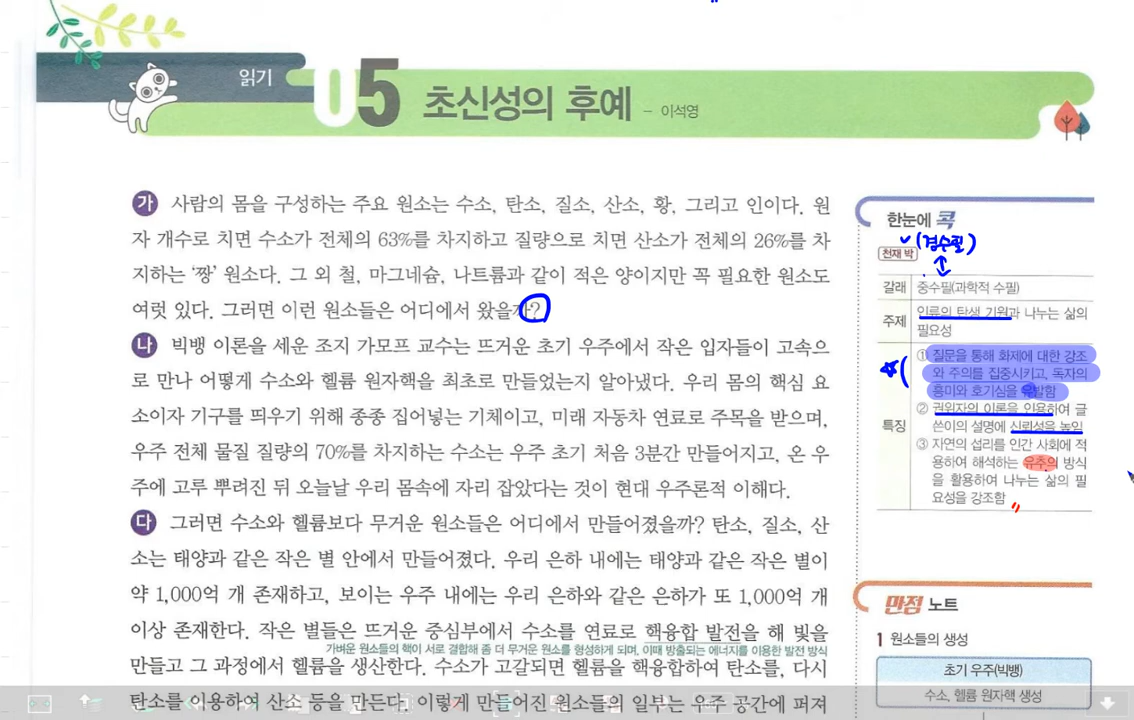 읽기
05 초신성의 후예 - 이석영
가 사람의 몸을 구성하는 주요 원소는 수소, 탄소, 질소, 산소, 황, 그리고 인이다. 원
자 개수로 치면 수소가 전체의 63%를 차지하고 질량으로 치면 산소가 전체의 26%를 차
지하는 '짱' 원소다. 그 외 철, 마그네슘, 나트륨과 같이 적은 양이지만 꼭 필요한 원소도
여럿 있다. 그러면 이런 원소들은 어디에서 왔을까?
나 빅뱅 이론을 세운 조지 가모프 교수는 뜨거운 초기 우주에서 작은 입자들이 고속으
로 만나 어떻게 수소와 헬륨 원자핵을 최초로 만들었는지 알아냈다. 우리 몸의 핵심 요
소이자 기구를 띄우기 위해 종종 집어넣는 기체이고, 미래 자동차 연료로 주목을 받으며,
우주 전체 물질 질량의 70%를 차지하는 수소는 우주 초기 처음 3분간 만들어지고, 온 우
주에 고루 뿌려진 뒤 오늘날 우리 몸속에 자리 잡았다는 것이 현대 우주론적 이해다.
다 그러면 수소와 헬륨보다 무거운 원소들은 어디에서 만들어졌을까? 탄소, 질소, 산
소는 태양과 같은 작은 별 안에서 만들어졌다. 우리 은하 내에는 태양과 같은 작은 별이
약 1,000억 개 존재하고, 보이는 우주 내에는 우리 은하와 같은 은하가 또 1,000억 개
이상 존재한다. 작은 별들은 뜨거운 중심부에서 수소를 연료로 핵융합 발전을 해 빛을
가벼운 원소들의 핵이 서로 결합해 좀 더 무거운 원소를 형성하게 되며, 이때 방출되는 에너지를 이용한 발전 방식
만들고 그 과정에서 헬륨을 생산한다. 수소가 고갈되면 헬륨을 핵융합하여 탄소를, 다시
탄소를 이용하여 산소 등을 만든다. 이렇게 만들어진 원소들의 일부는 우주 공간에 퍼져
한눈에 콕
(경수필)
천재 박
갈래 중수필(과학적 수필)
주제 인류의 탄생 기원과 나누는 삶의
필요성
특징
① 질문을 통해 화제에 대한 강조
와 주의를 집중시키고, 독자의
흥미와 호기심을 유발함
② 권위자의 이론을 인용하여 글
쓴이의 설명에 신뢰성을 높임
③ 자연의 섭리를 인간 사회에 적
용하여 해석하는 유추의 방식
을 활용하여 나누는 삶의 필
요성을 강조함
만점 노트
1 원소들의 생성
초기 우주(빅뱅)
수소, 헬륨 원자핵 생성